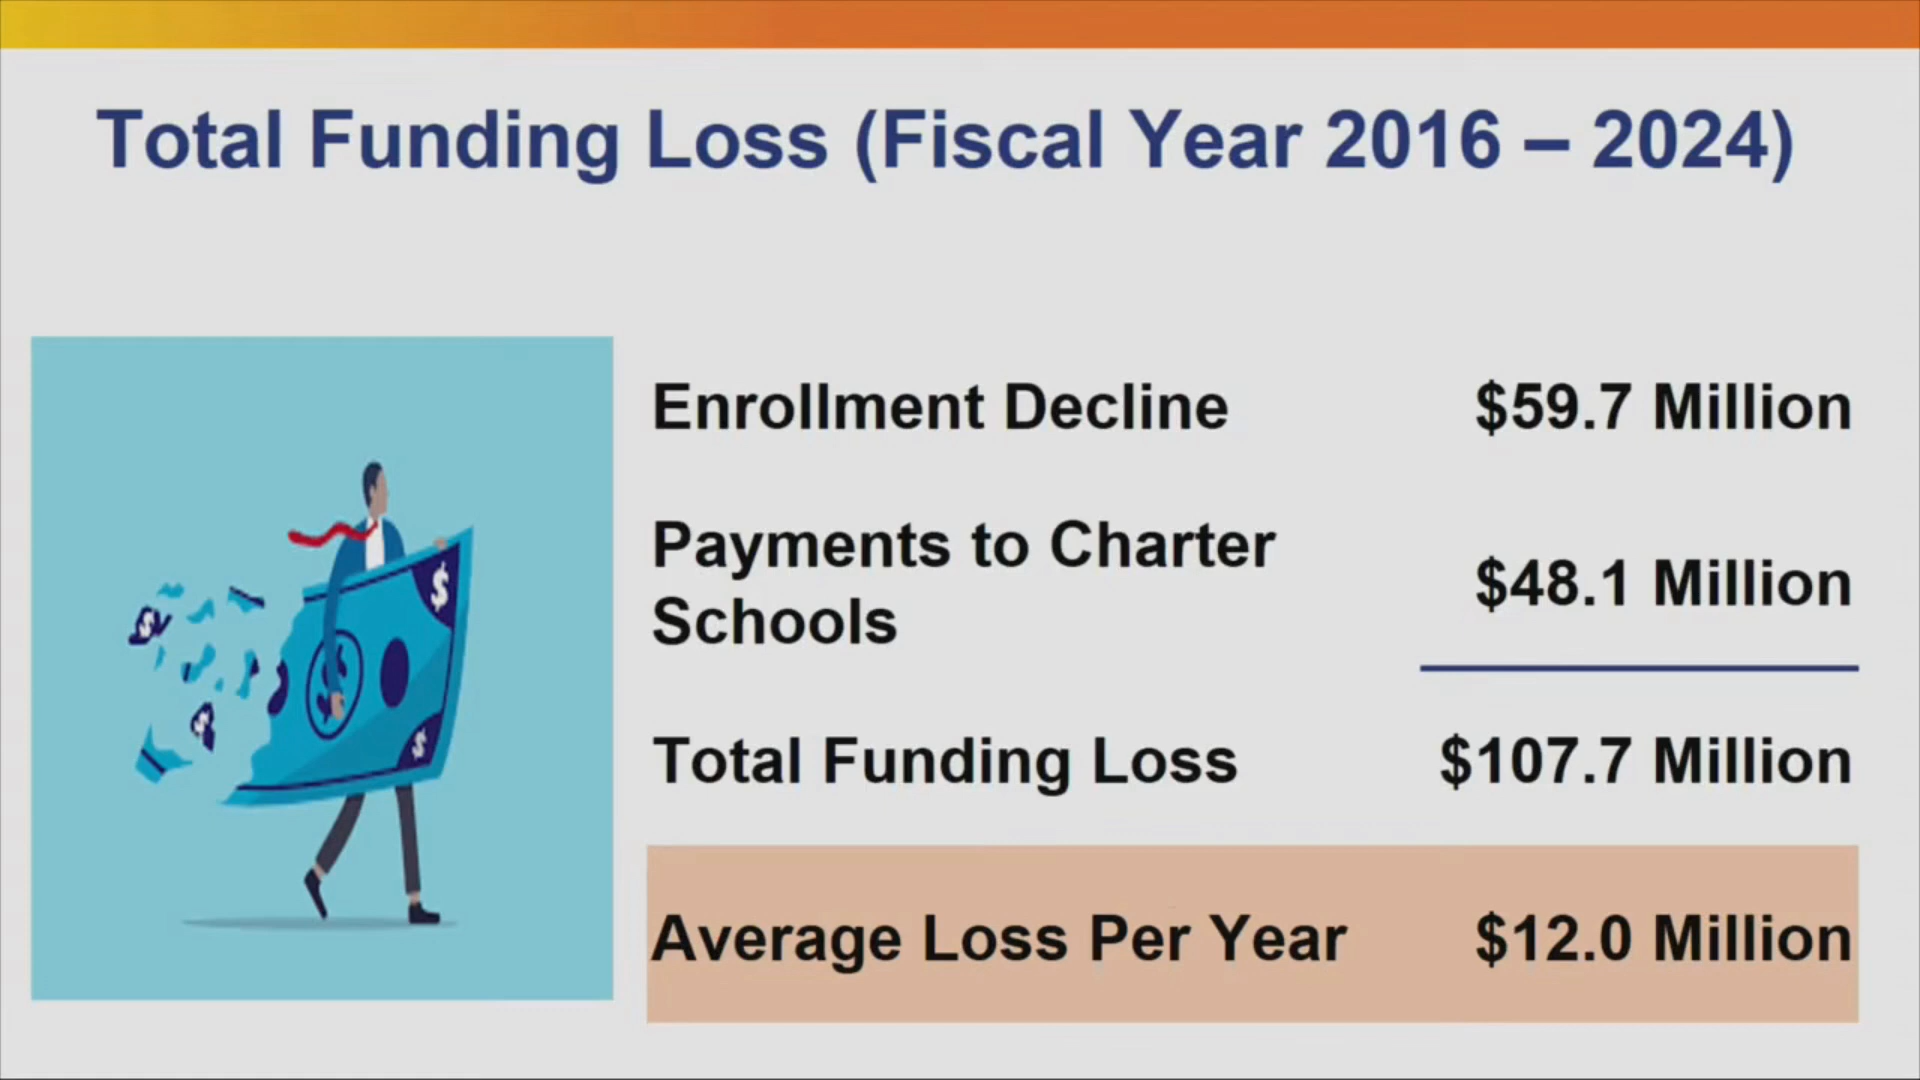 Total Funding Loss (Fiscal Year 2016 – 2024)
Enrollment Decline $59.7 Million
Payments to Charter
Schools
$48.1 Million
Total Funding Loss $107.7 Million
Average Loss Per Year $12.0 Million
$
$
$
$
$